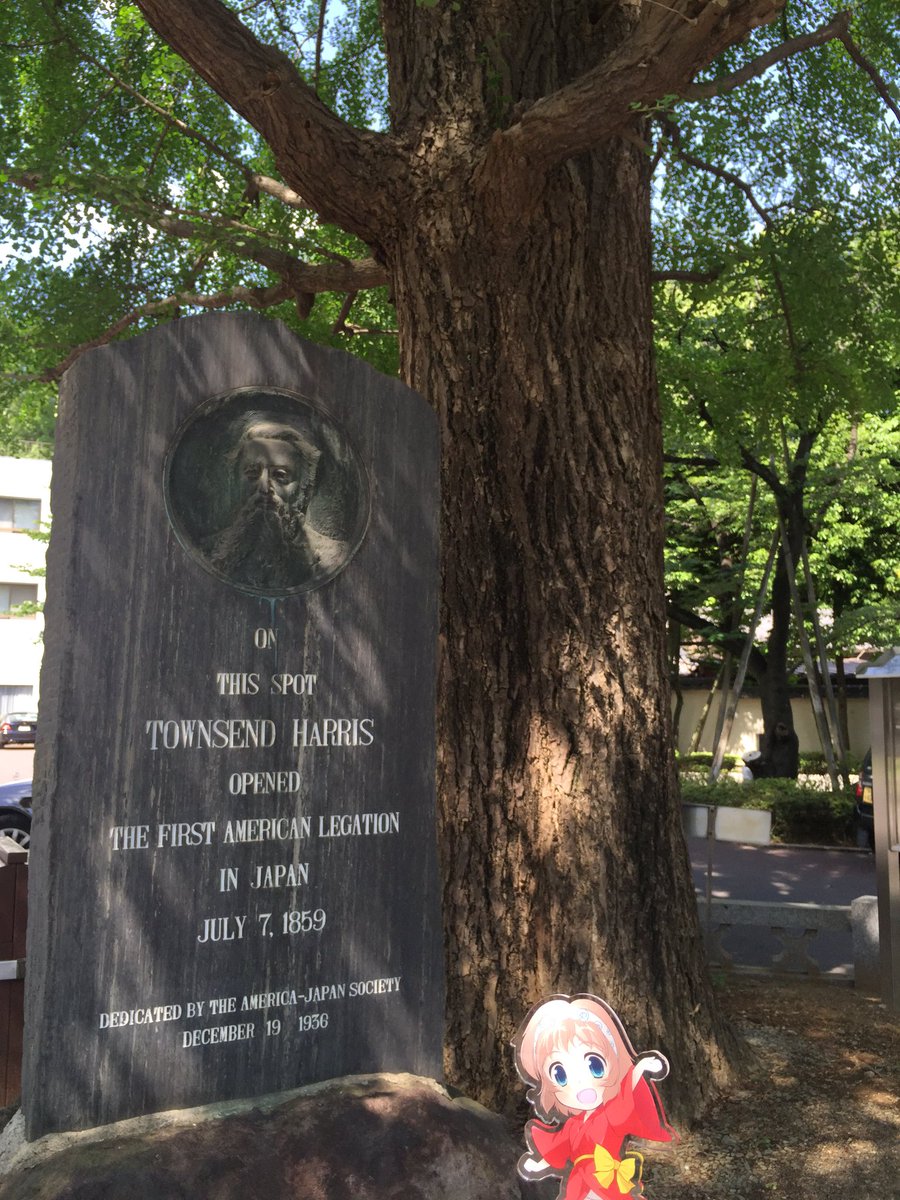 ON
THIS SPOT
TOWNSEND HARRIS
OPENED
THE FIRST AMERICAN LEGATION
IN JAPAN
JULY 7, 1859
DEDICATED BY THE AMERICA-JAPAN SOCIETY
DECEMBER 19 1936